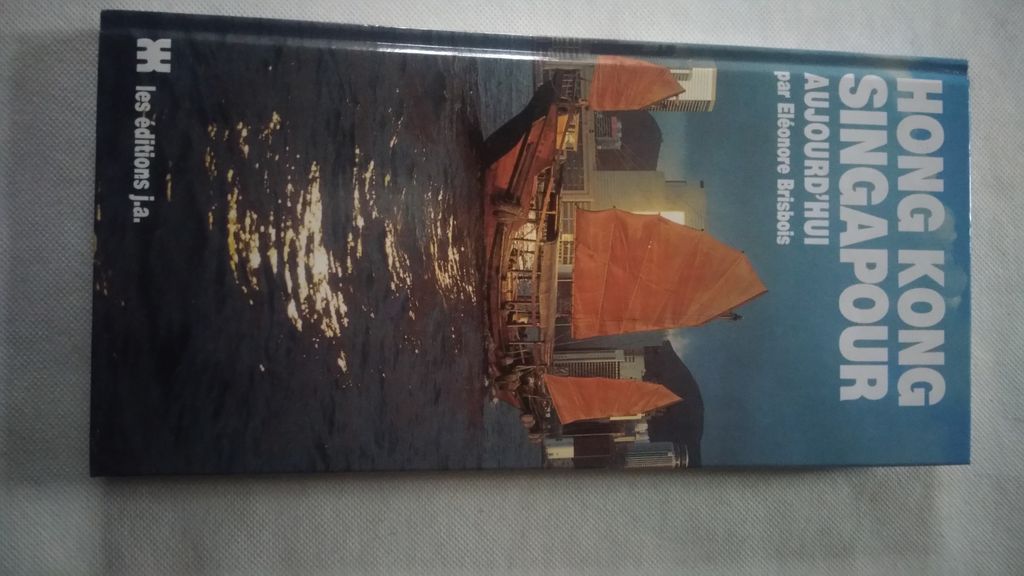 HONG KONG
SINGAPOUR
AUJOURD'HUI
par Eléonore Brisbois
les éditions j.a.